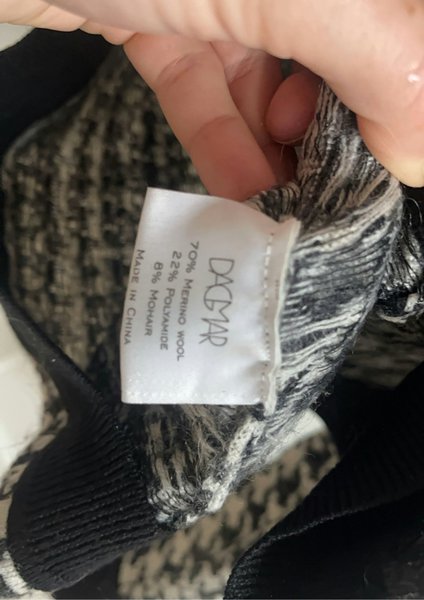 DAGMAR
70% MERINO WOOL
22% POLYAMIDE
8% MOHAIR
MADE IN CHINA